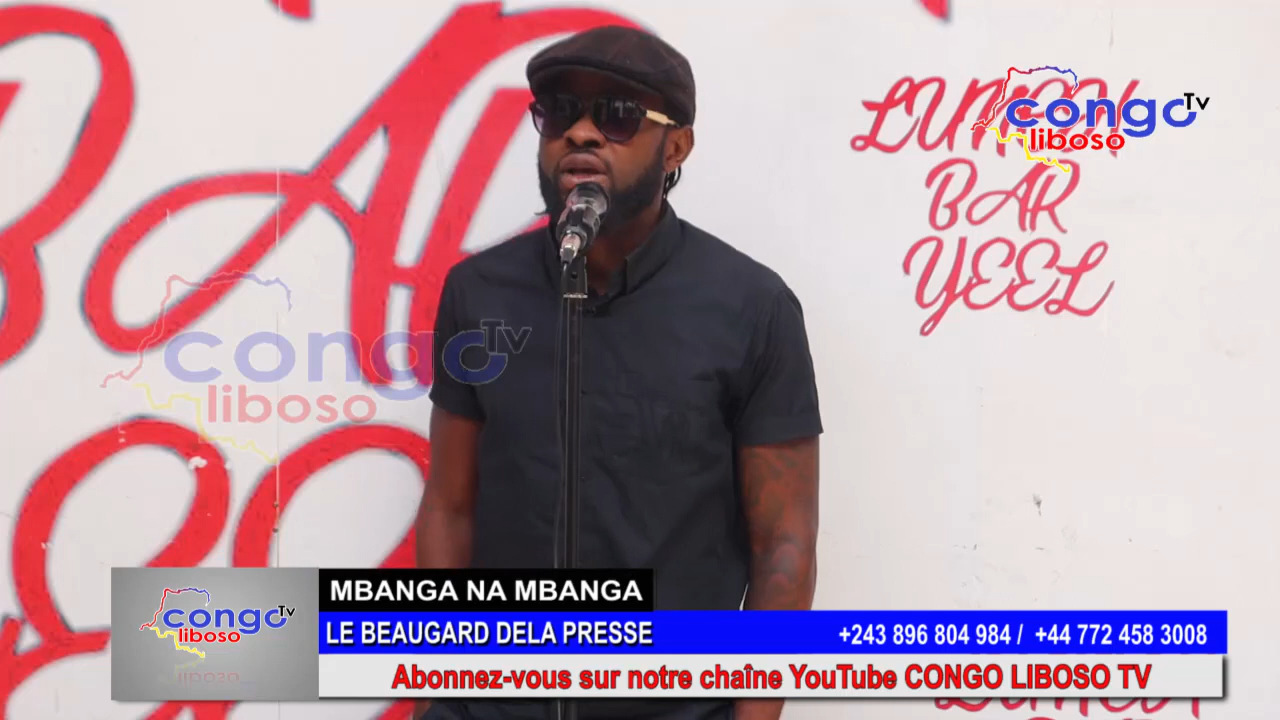 BAR
congo Tv
liboso
BAR
YEEL
congo Tv
liboso
congo Tv
liboso
MBANGA NA MBANGA
LE BEAUGARD DELA PRESSE
+243 896 804 984 / +44 772 458 3008
Abonnez-vous sur notre chaîne YouTube CONGO LIBOSO TV